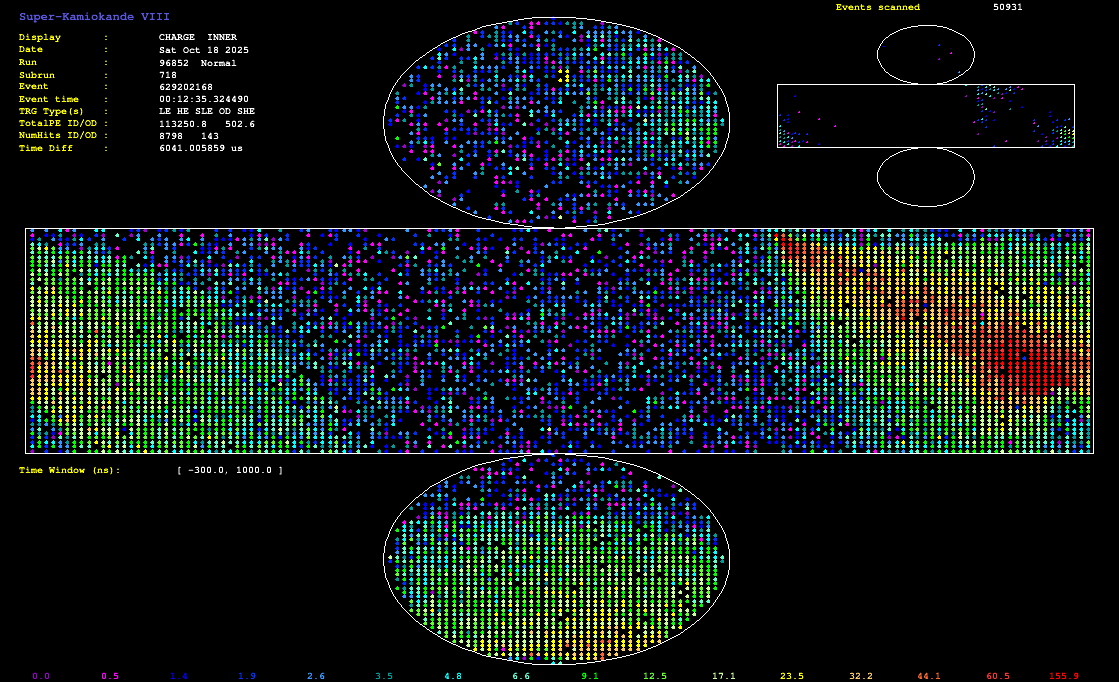 Super-Kamiokande VIII
Events scanned 50931
Display : CHARGE INNER
Date : Sat Oct 18 2025
Run : 96852 Normal
Subrun : 718
Event : 629202168
Event time : 00:12:35.324490
TRG Type(s) : LE HE SLE OD SHE
TotalPE ID/OD : 113250.8 502.6
NumHits ID/OD : 8798 143
Time Diff : 6041.005859 us
Time Window (ns): [ -300.0, 1000.0 ]
0.0 0.5 1.4 1.9 2.6 3.5 4.8 6.6 9.1 12.5 17.1 23.5 32.2 44.1 60.5 155.9